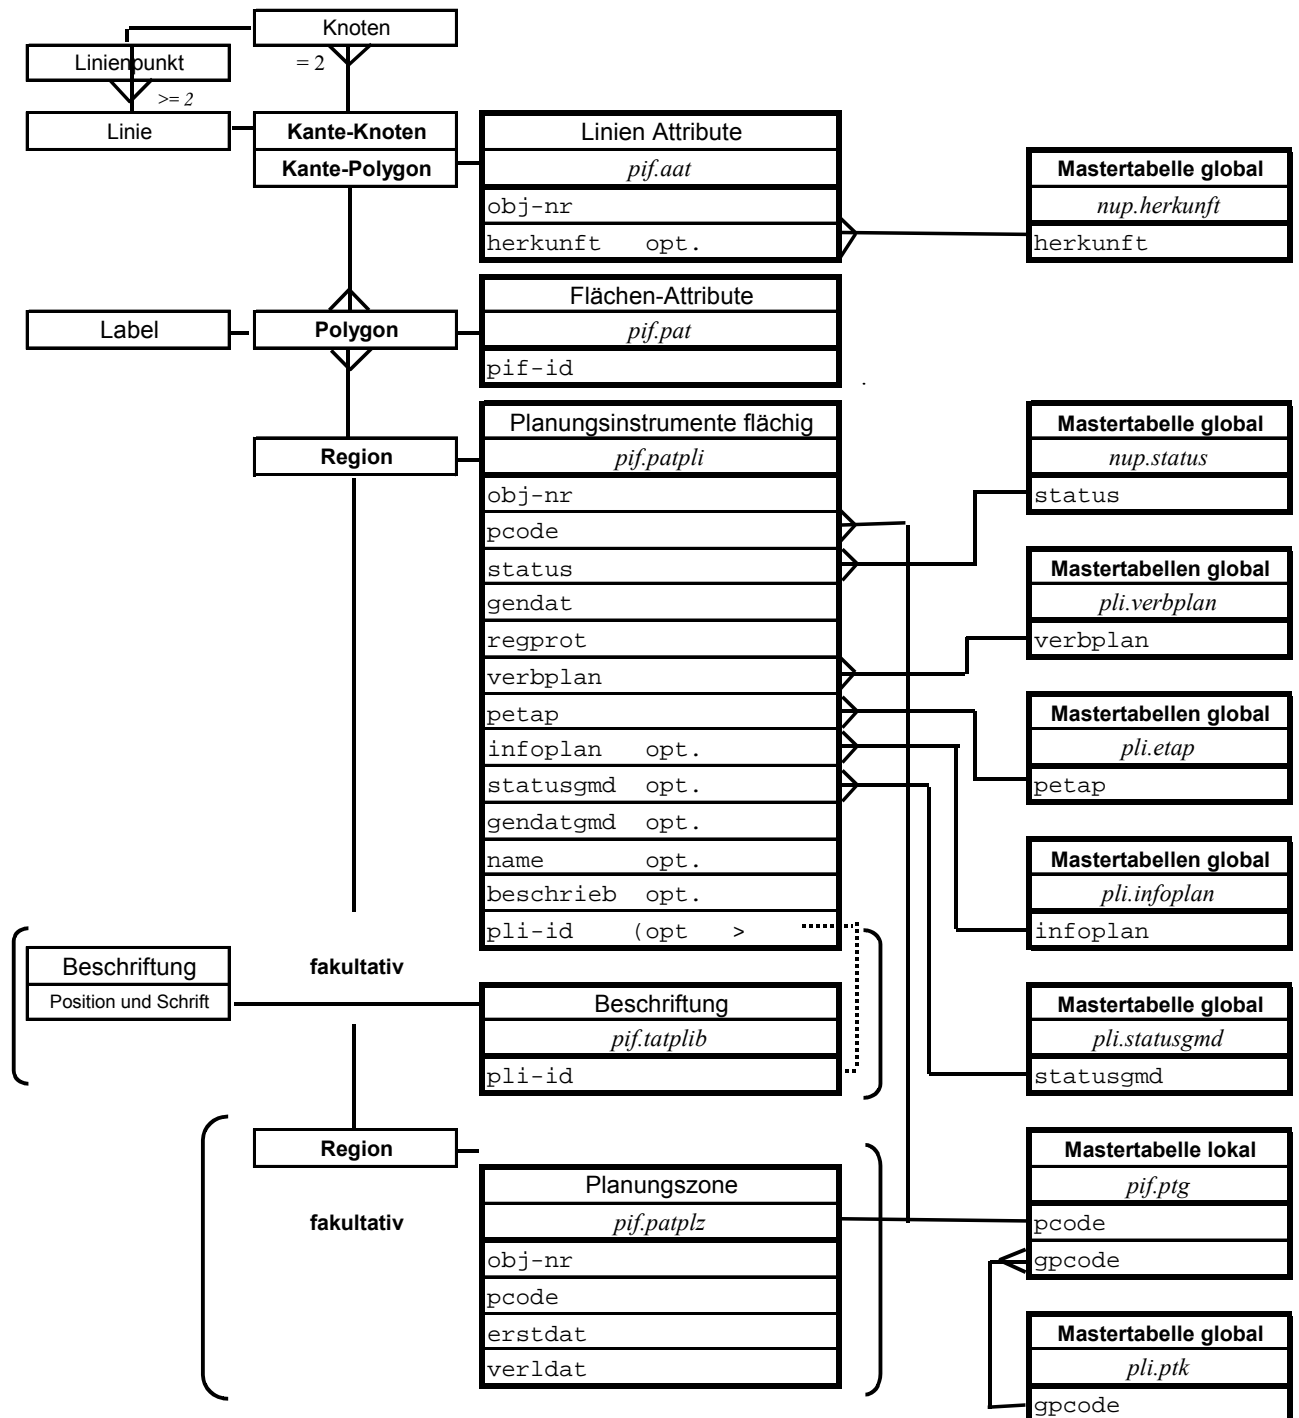 Knoten
Linienpunkt
= 2
>= 2
Linie
Kante-Knoten
Kante-Polygon
Linien Attribute
pif.aat
obj-nr
herkunft opt.
Mastertabelle global
nup.herkunft
herkunft
Label
Polygon
Flächen-Attribute
pif.pat
pif-id
Region
Planungsinstrumente flächig
pif.patpli
obj-nr
pcode
status
gendat
regprot
verbplan
petap
infoplan opt.
statusgmd opt.
gendatgmd opt.
name opt.
beschrieb opt.
pli-id (opt >
Mastertabelle global
nup.status
status
Mastertabellen global
pli.verbplan
verbplan
Mastertabellen global
pli.etap
petap
Mastertabellen global
pli.infoplan
infoplan
Beschriftung
Position und Schrift
fakultativ
Beschriftung
pif.tatplib
pli-id
Mastertabelle global
pli.statusgmd
statusgmd
Region
fakultativ
Planungszone
pif.patplz
obj-nr
pcode
erstdat
verldat
Mastertabelle lokal
pif.ptg
pcode
gpcode
Mastertabelle global
pli.ptk
gpcode